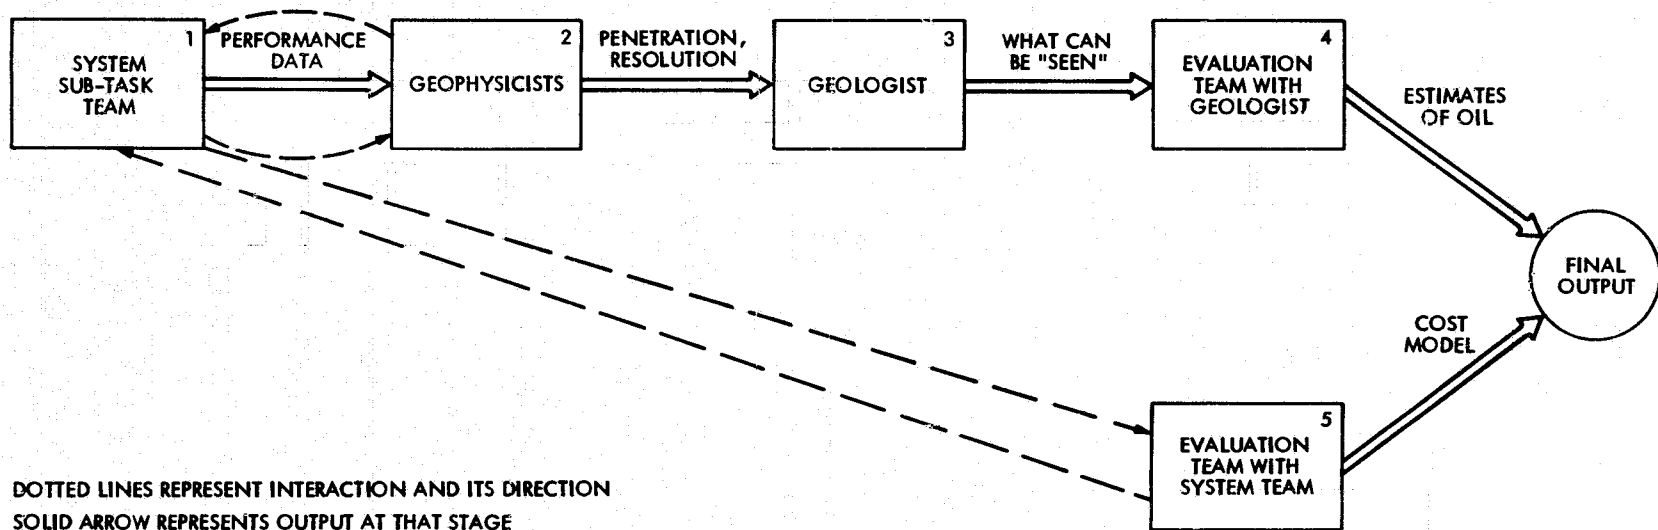 1
SYSTEM
SUB-TASK
TEAM
PERFORMANCE
DATA
2
GEOPHYSICISTS
PENETRATION,
RESOLUTION
3
GEOLOGIST
WHAT CAN
BE "SEEN"
4
EVALUATION
TEAM WITH
GEOLOGIST
ESTIMATES
OF OIL
FINAL
OUTPUT
COST
MODEL
5
EVALUATION
TEAM WITH
SYSTEM TEAM
DOTTED LINES REPRESENT INTERACTION AND ITS DIRECTION
SOLID ARROW REPRESENTS OUTPUT AT THAT STAGE